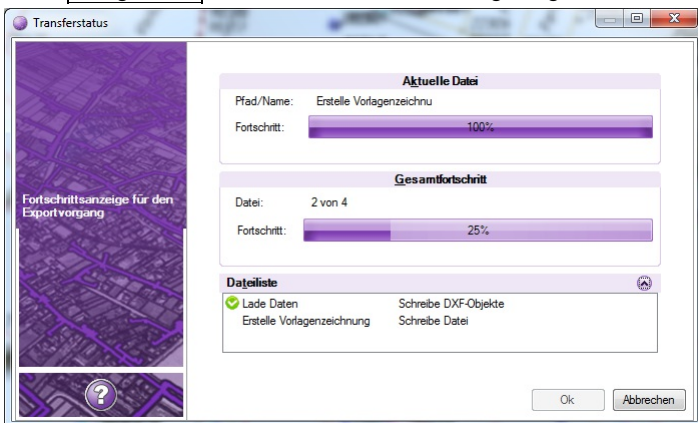 Transferstatus
Aktuelle Datei
Pfad/Name: Erstelle Vorlagenzeichnu
Fortschritt: 100%
Fortschrittsanzeige für den
Exportvorgang
Gesamtfortschritt
Datei: 2 von 4
Fortschritt: 25%
Dateiliste
Lade Daten Schreibe DXF-Objekte
Erstelle Vorlagenzeichnung Schreibe Datei
?
Ok Abbrechen